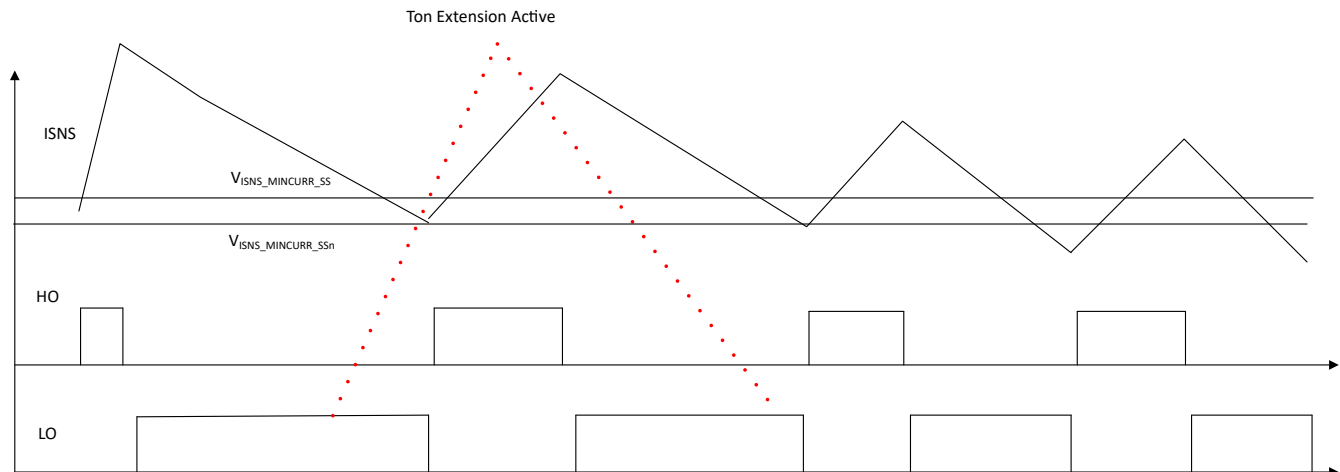 Ton Extension Active
ISNS
VISNS_MINCURR_SS
VISNS_MINCURR_SSn
HO
LO